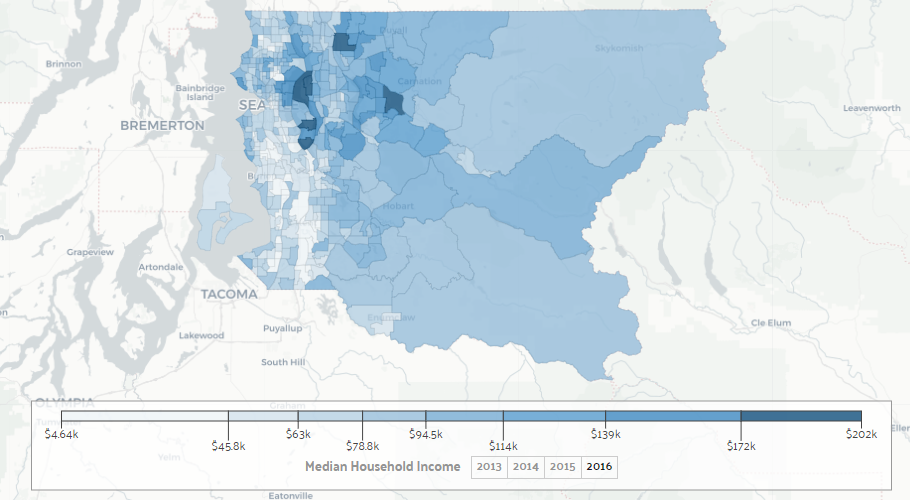 Skykomish
Duvall
Brinnon
Carnation
Bainbridge
Island
SEA
Leavenworth
BREMERTON
Hobart
Grapeview
Artondale
TACOMA
Enumclaw
Cle Elum
Puyallup
Lakewood
South Hill
OLYMPIA
Graham
$4.64k $45.8k $63k $78.8k $94.5k $114k $139k $172k $202k
Yelm
Median Household Income 2013 2014 2015 2016
Eatonville